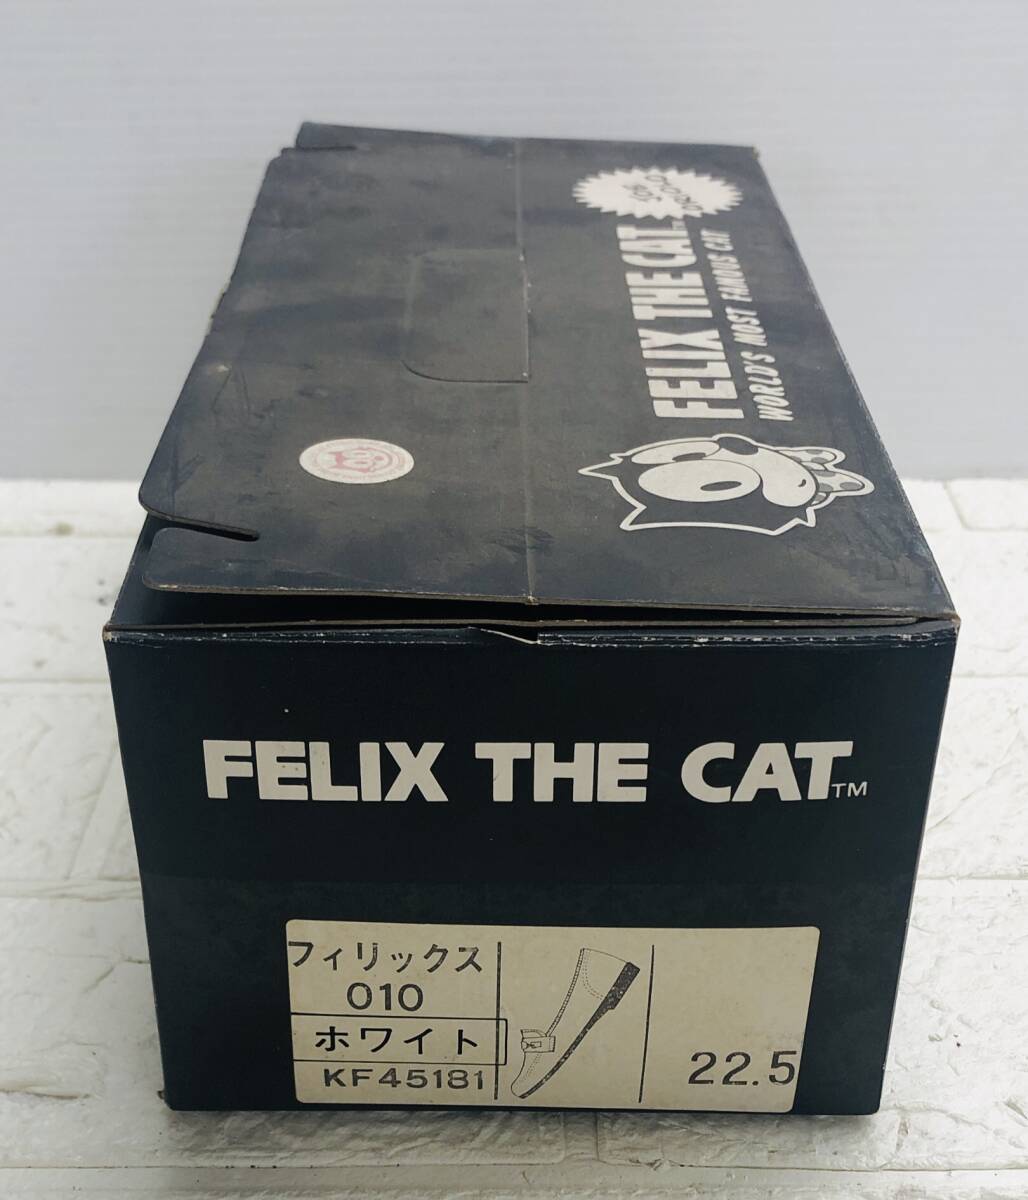 FELIX THE CAT™
WORLD'S MOST FAMOUS CAT
FELIX THE CAT™
フィリックス
010
ホワイト
KF45181
22.5